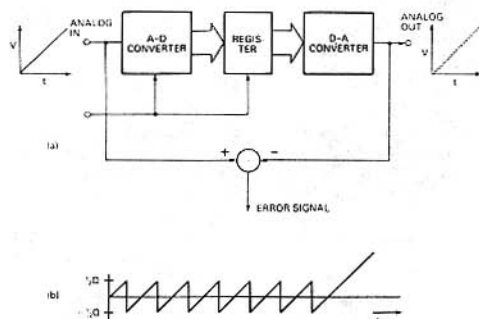 ANALOG
IN
V
t
A-D
CONVERTER
REGIS-
TER
D-A
CONVERTER
ANALOG
OUT
V
t
(a)
+
−
ERROR SIGNAL
(b)